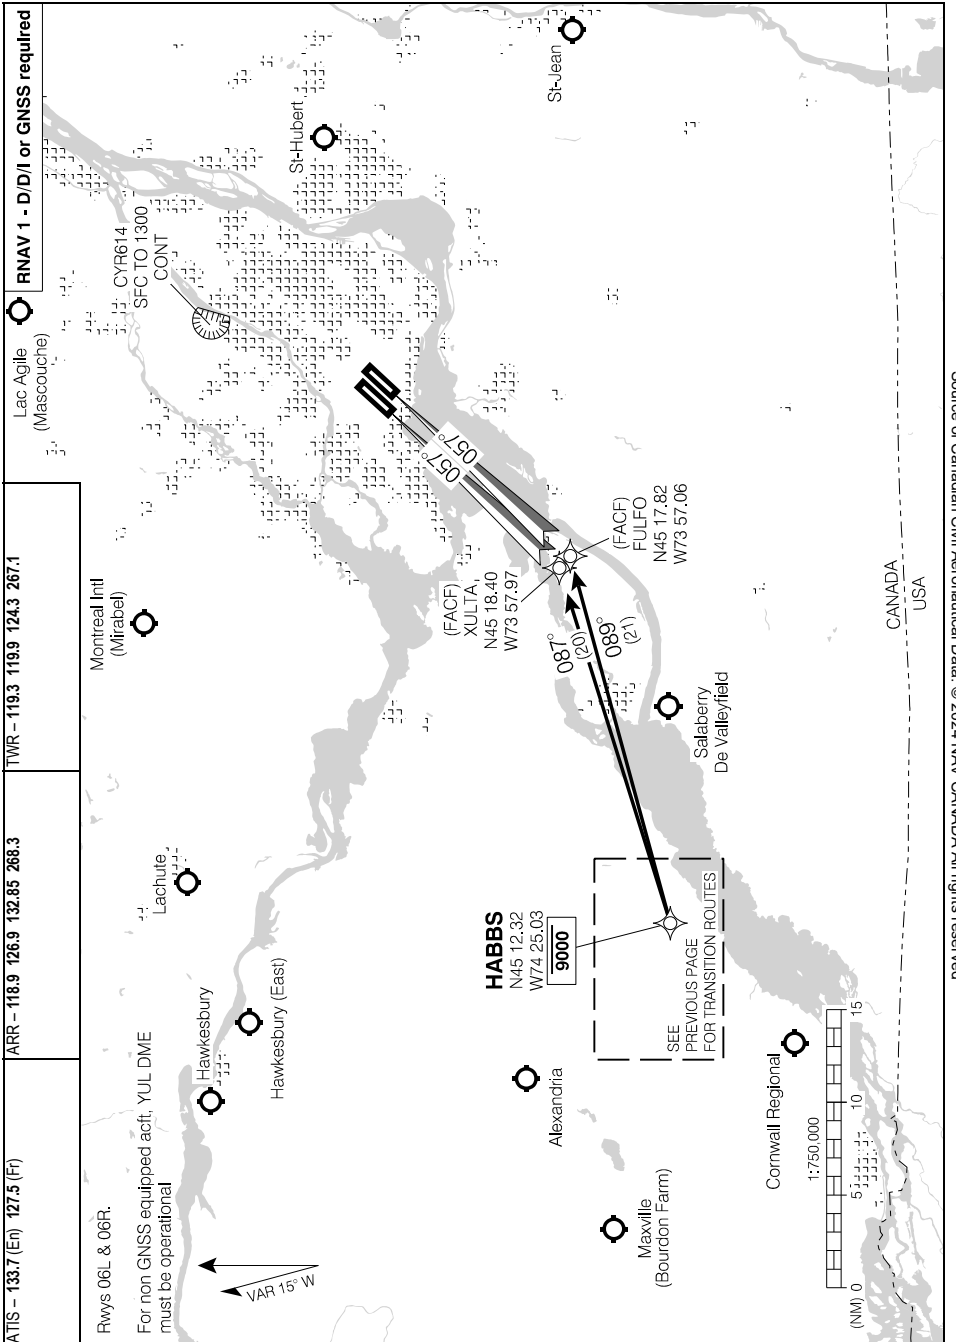 ATIS – 133.7 (En) 127.5 (Fr)
ARR – 118.9 126.9 132.85 268.3
TWR – 119.3 119.9 124.3 267.1
RNAV 1 - D/D/I or GNSS required
Rwys 06L & 06R.
For non GNSS equipped acft, YUL DME
must be operational
VAR 15° W
Hawkesbury
Hawkesbury (East)
Lachute
Montreal Intl
(Mirabel)
Lac Agile
(Mascouche)
CYR614
SFC TO 1300
CONT
St-Hubert
St-Jean
057°
057°
(FACF)
XULTA
N45 18.40
W73 57.97
(FACF)
FULFO
N45 17.82
W73 57.06
087°
(20)
089°
(21)
HABBS
N45 12.32
W74 25.03
9000
SEE
PREVIOUS PAGE
FOR TRANSITION ROUTES
Salaberry
De Valleyfield
Alexandria
Maxville
(Bourdon Farm)
Cornwall Regional
1:750,000
(NM) 0 5 10 15
CANADA
USA